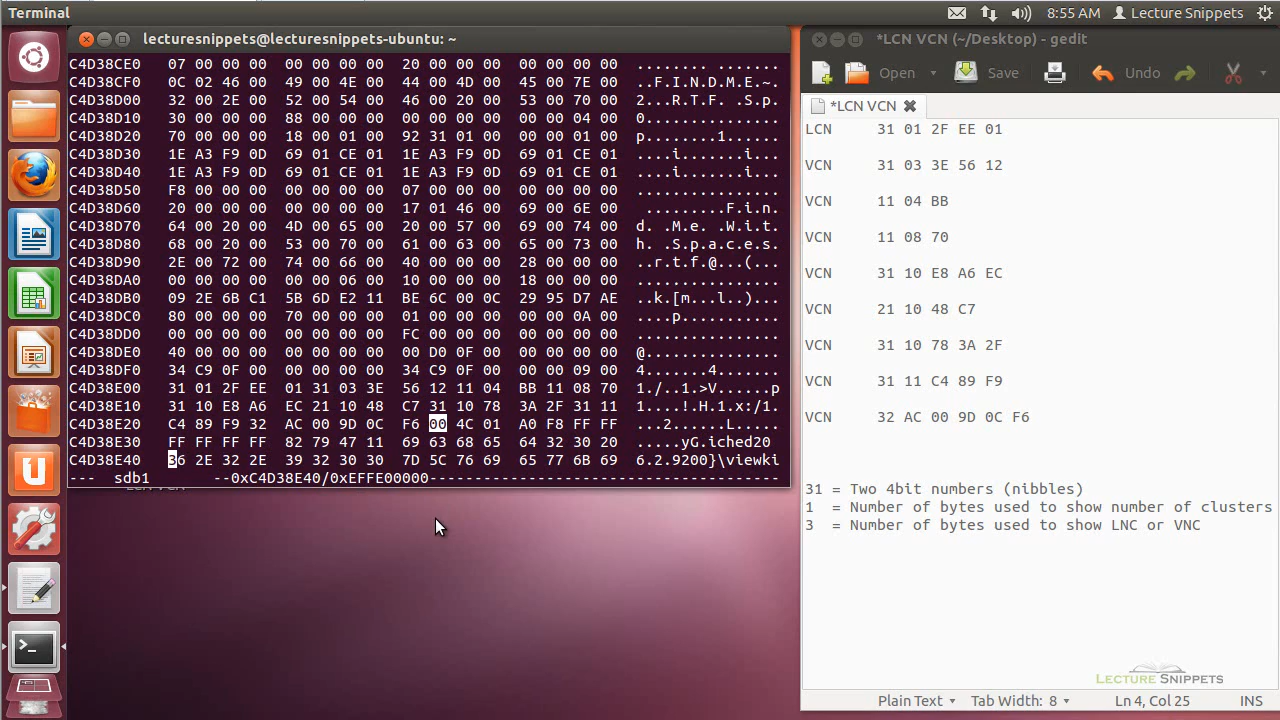 Terminal
8:55 AM
Lecture Snippets
lecturesnippets@lecturesnippets-ubuntu: ~
C4D38CE0 07 00 00 00 00 00 00 00 20 00 00 00 00 00 00 00 ........ .......
C4D38CF0 0C 02 46 00 49 00 4E 00 44 00 4D 00 45 00 7E 00 ..F.I.N.D.M.E.~.
C4D38D00 32 00 2E 00 52 00 54 00 46 00 20 00 53 00 70 00 2...R.T.F. .S.p.
C4D38D10 30 00 00 00 88 00 00 00 00 00 00 00 00 00 04 00 0...............
C4D38D20 70 00 00 00 18 00 01 00 92 31 01 00 00 00 01 00 p........1......
C4D38D30 1E A3 F9 0D 69 01 CE 01 1E A3 F9 0D 69 01 CE 01 ....i.......i...
C4D38D40 1E A3 F9 0D 69 01 CE 01 1E A3 F9 0D 69 01 CE 01 ....i.......i...
C4D38D50 F8 00 00 00 00 00 00 00 07 00 00 00 00 00 00 00 ................
C4D38D60 20 00 00 00 00 00 00 00 17 01 46 00 69 00 6E 00 .........F.i.n.
C4D38D70 64 00 20 00 4D 00 65 00 20 00 57 00 69 00 74 00 d. .M.e. .W.i.t.
C4D38D80 68 00 20 00 53 00 70 00 61 00 63 00 65 00 73 00 h. .S.p.a.c.e.s.
C4D38D90 2E 00 72 00 74 00 66 00 40 00 00 00 28 00 00 00 ..r.t.f.@...(...
C4D38DA0 00 00 00 00 00 00 06 00 10 00 00 00 18 00 00 00 ................
C4D38DB0 09 2E 6B C1 5B 6D E2 11 BE 6C 00 0C 29 95 D7 AE ..k.[m...l..)...
C4D38DC0 80 00 00 00 70 00 00 00 01 00 00 00 00 00 0A 00 ....p...........
C4D38DD0 00 00 00 00 00 00 00 00 FC 00 00 00 00 00 00 00 ................
C4D38DE0 40 00 00 00 00 00 00 00 00 D0 0F 00 00 00 00 00 @...............
C4D38DF0 34 C9 0F 00 00 00 00 00 34 C9 0F 00 00 00 09 00 4.......4.......
C4D38E00 31 01 2F EE 01 31 03 3E 56 12 11 04 BB 11 08 70 1./..1.>V......p
C4D38E10 31 10 E8 A6 EC 21 10 48 C7 31 10 78 3A 2F 31 11 1....!.H.1.x:/1.
C4D38E20 C4 89 F9 32 AC 00 9D 0C F6 00 4C 01 A0 F8 FF FF ...2......L.....
C4D38E30 FF FF FF FF 82 79 47 11 69 63 68 65 64 32 30 20 .....yG.iched20
C4D38E40 36 2E 32 2E 39 32 30 30 7D 5C 76 69 65 77 6B 69 6.2.9200}\viewki
--- sdb1 --0xC4D38E40/0xEFFE00000---------------------------------------
*LCN VCN (~/Desktop) - gedit
Open
Save
Undo
*LCN VCN
LCN 31 01 2F EE 01
VCN 31 03 3E 56 12
VCN 11 04 BB
VCN 11 08 70
VCN 31 10 E8 A6 EC
VCN 21 10 48 C7
VCN 31 10 78 3A 2F
VCN 31 11 C4 89 F9
VCN 32 AC 00 9D 0C F6
31 = Two 4bit numbers (nibbles)
1 = Number of bytes used to show number of clusters
3 = Number of bytes used to show LNC or VNC
LECTURE SNIPPETS
Plain Text
Tab Width: 8
Ln 4, Col 25
INS